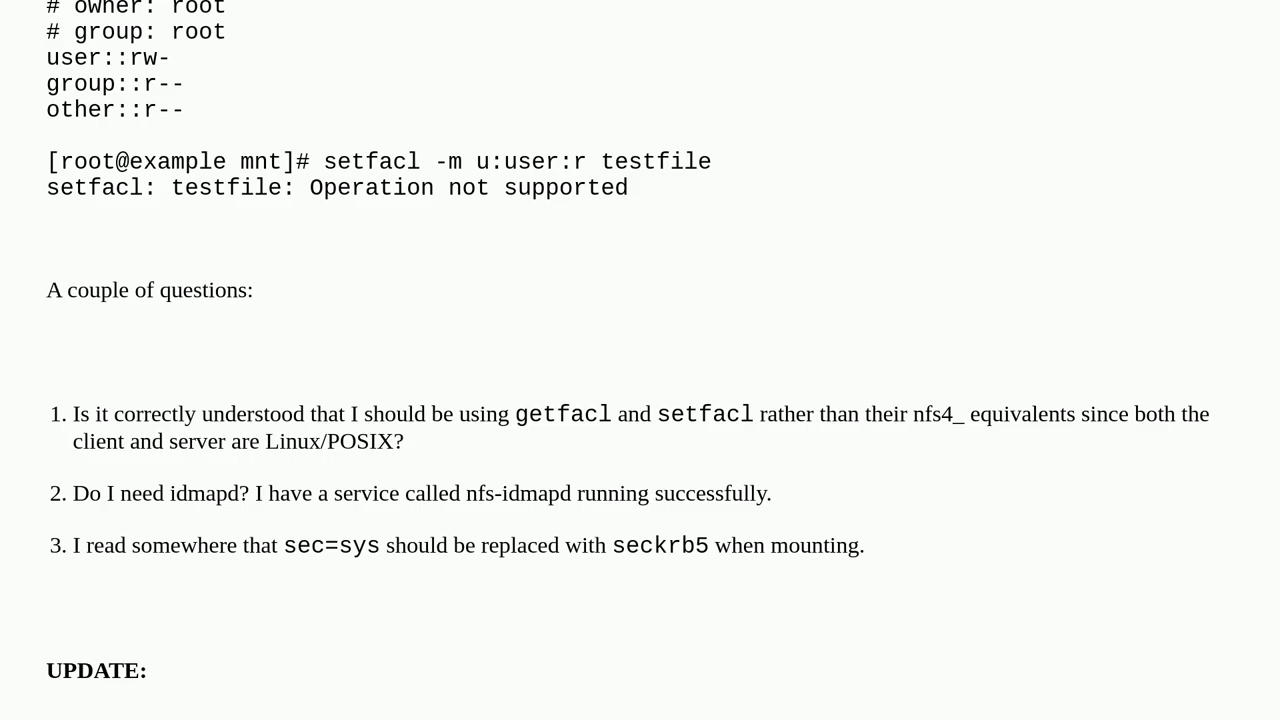 # owner: root
# group: root
user::rw-
group::r--
other::r--
[root@example mnt]# setfacl -m u:user:r testfile
setfacl: testfile: Operation not supported
A couple of questions:
1. Is it correctly understood that I should be using getfacl and setfacl rather than their nfs4_ equivalents since both the
client and server are Linux/POSIX?
2. Do I need idmapd? I have a service called nfs-idmapd running successfully.
3. I read somewhere that sec=sys should be replaced with seckrb5 when mounting.
UPDATE: